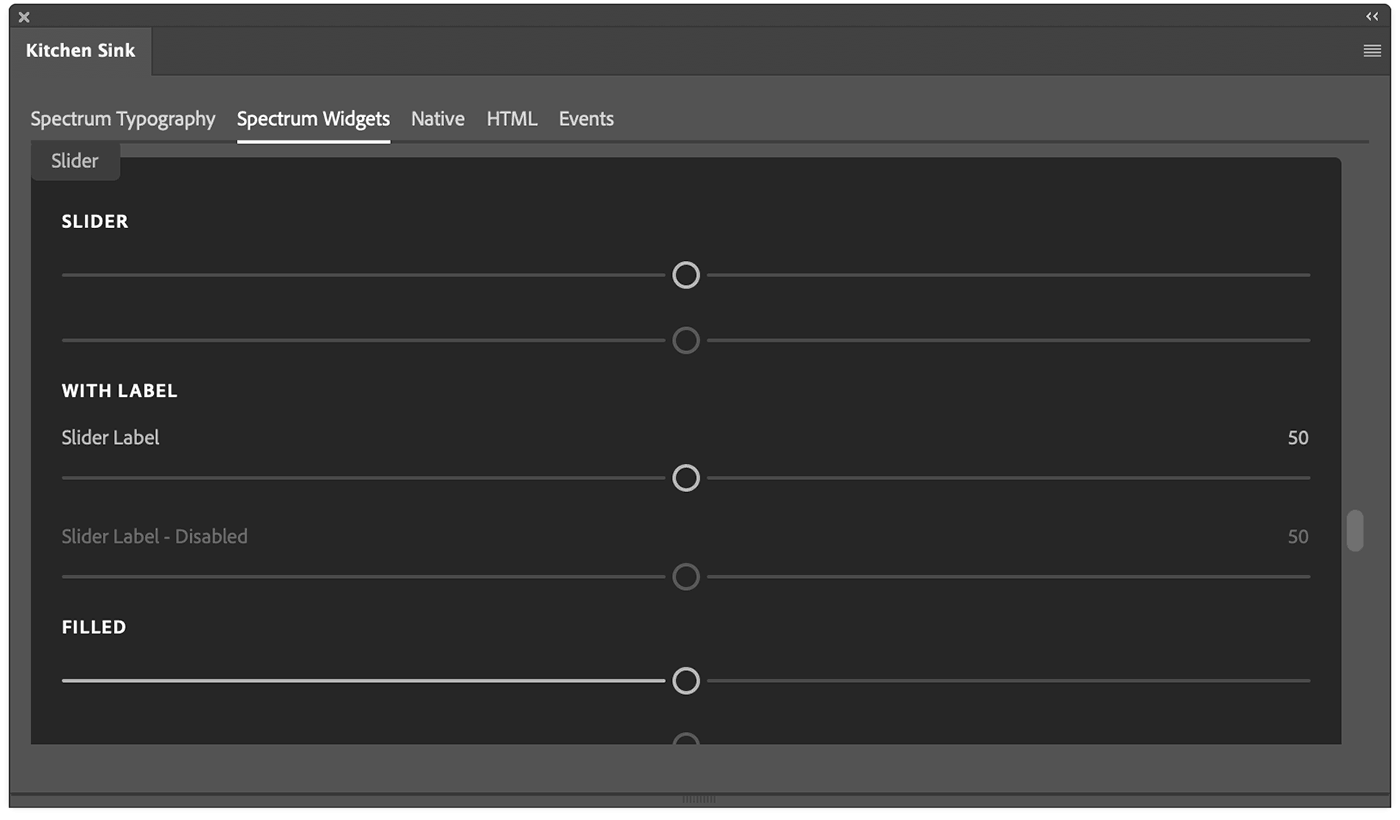 Kitchen Sink
Spectrum Typography Spectrum Widgets Native HTML Events
Slider
SLIDER
WITH LABEL
Slider Label 50
Slider Label - Disabled 50
FILLED